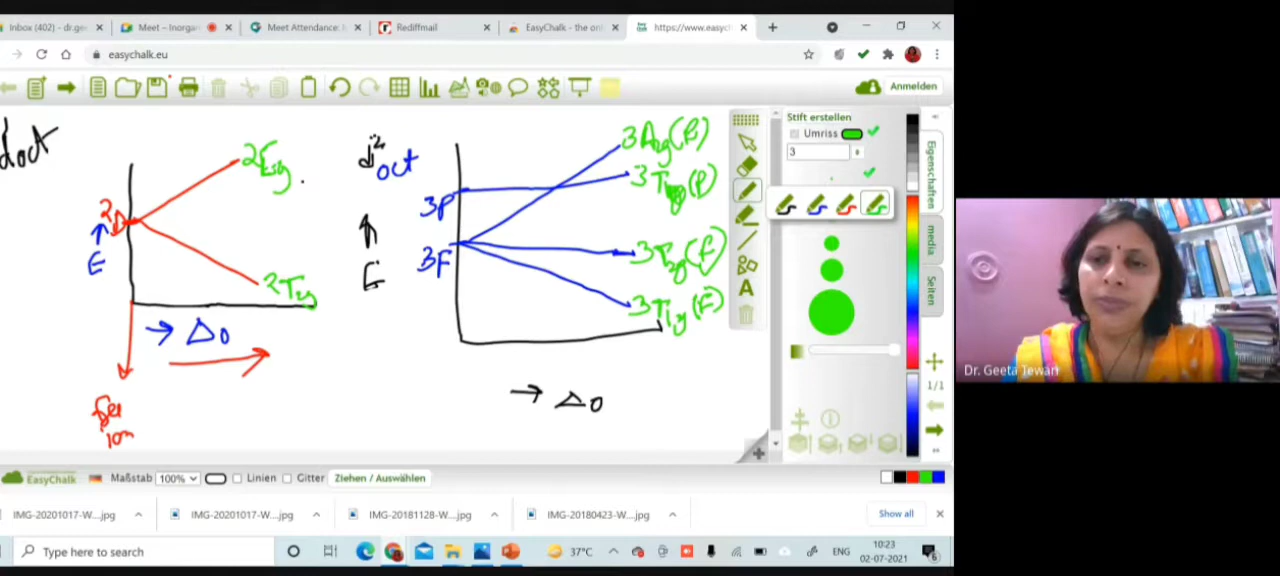 Inbox (402) - dr.gee
Meet – Inorgan
Meet Attendance: 
Rediffmail
EasyChalk - the onl
https://www.easych
easychalk.eu
Anmelden
Stift erstellen
Umriss
3
Eigenschaften
media
Seiten
1/1
d oct
2Eg
2D
E
2T2g
→ Δo
ion
d2 oct
E
3P
3F
3A2g(F)
3T1g(P)
3T2g(F)
3T1g(F)
→ Δo
Dr. Geeta Tewari
EasyChalk
Maßstab 100%
Linien
Gitter
Ziehen / Auswählen
IMG-20201017-W....jpg
IMG-20201017-W....jpg
IMG-20181128-W....jpg
IMG-20180423-W....jpg
Show all
Type here to search
37°C
ENG
10:23
02-07-2021
6